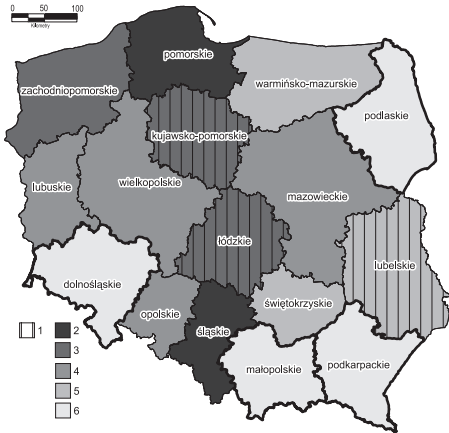 0 50 100
Kilometry
pomorskie
zachodniopomorskie
warmińsko-mazurskie
podlaskie
kujawsko-pomorskie
lubuskie
wielkopolskie
mazowieckie
łódzkie
lubelskie
dolnośląskie
opolskie
śląskie
świętokrzyskie
małopolskie
podkarpackie
1
2
3
4
5
6